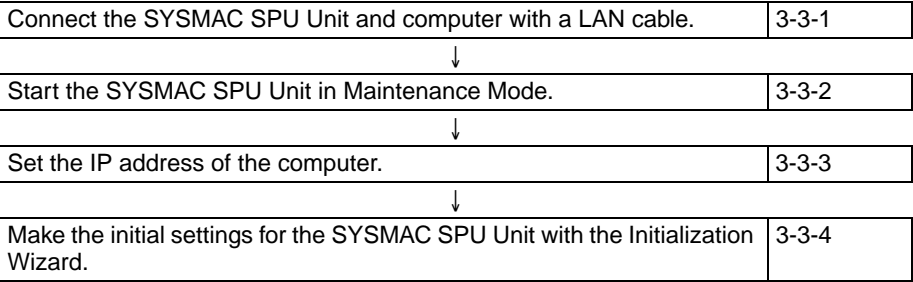 Connect the SYSMAC SPU Unit and computer with a LAN cable. 3-3-1
↓
Start the SYSMAC SPU Unit in Maintenance Mode. 3-3-2
↓
Set the IP address of the computer. 3-3-3
↓
Make the initial settings for the SYSMAC SPU Unit with the Initialization 3-3-4
Wizard.